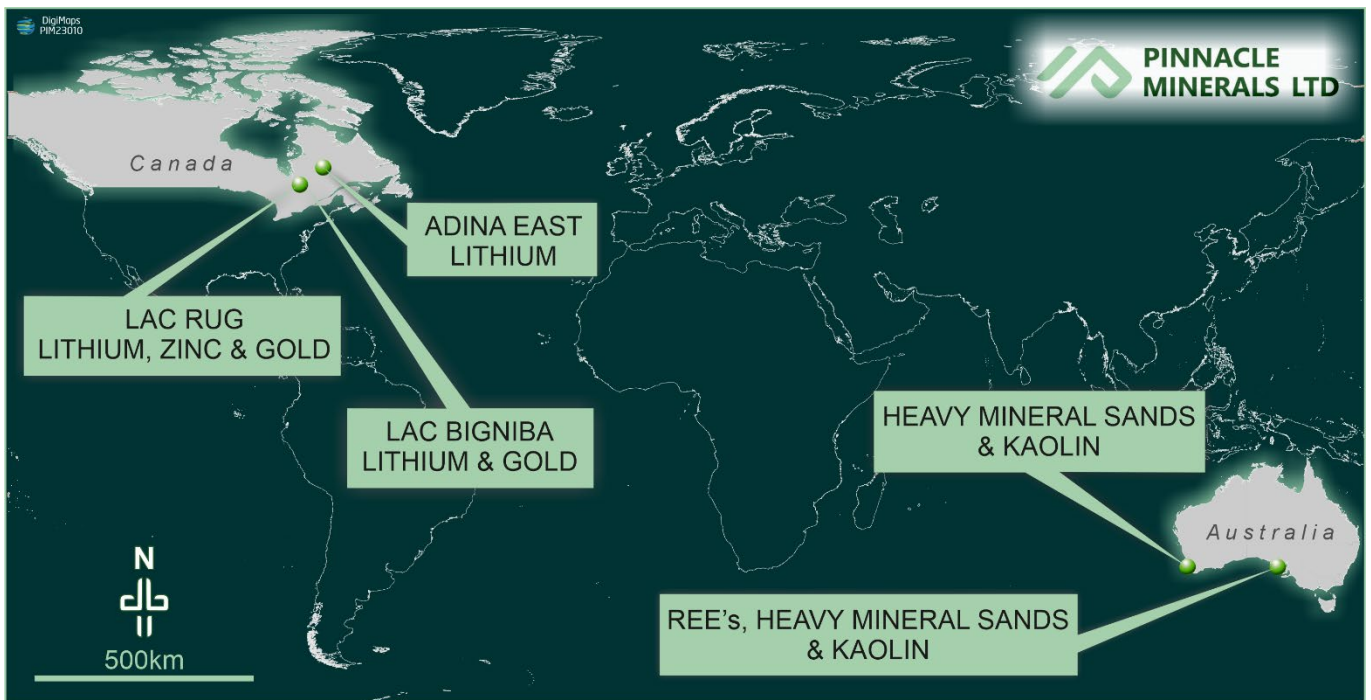 DigiMaps
PIM23010
PINNACLE
MINERALS LTD
Canada
ADINA EAST
LITHIUM
LAC RUG
LITHIUM, ZINC & GOLD
LAC BIGNIBA
LITHIUM & GOLD
HEAVY MINERAL SANDS
& KAOLIN
Australia
REE's, HEAVY MINERAL SANDS
& KAOLIN
N
500km